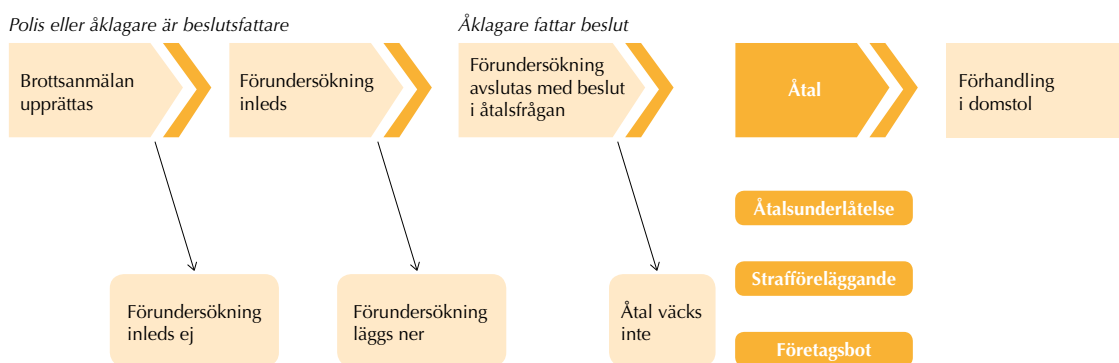 Polis eller åklagare är beslutsfattare
Åklagare fattar beslut
Brottsanmälan
upprättas
Förundersökning
inleds
Förundersökning
avslutas med beslut
i åtalsfrågan
Åtal
Förhandling
i domstol
Åtalsunderlåtelse
Strafföreläggande
Företagsbot
Förundersökning
inleds ej
Förundersökning
läggs ner
Åtal väcks
inte